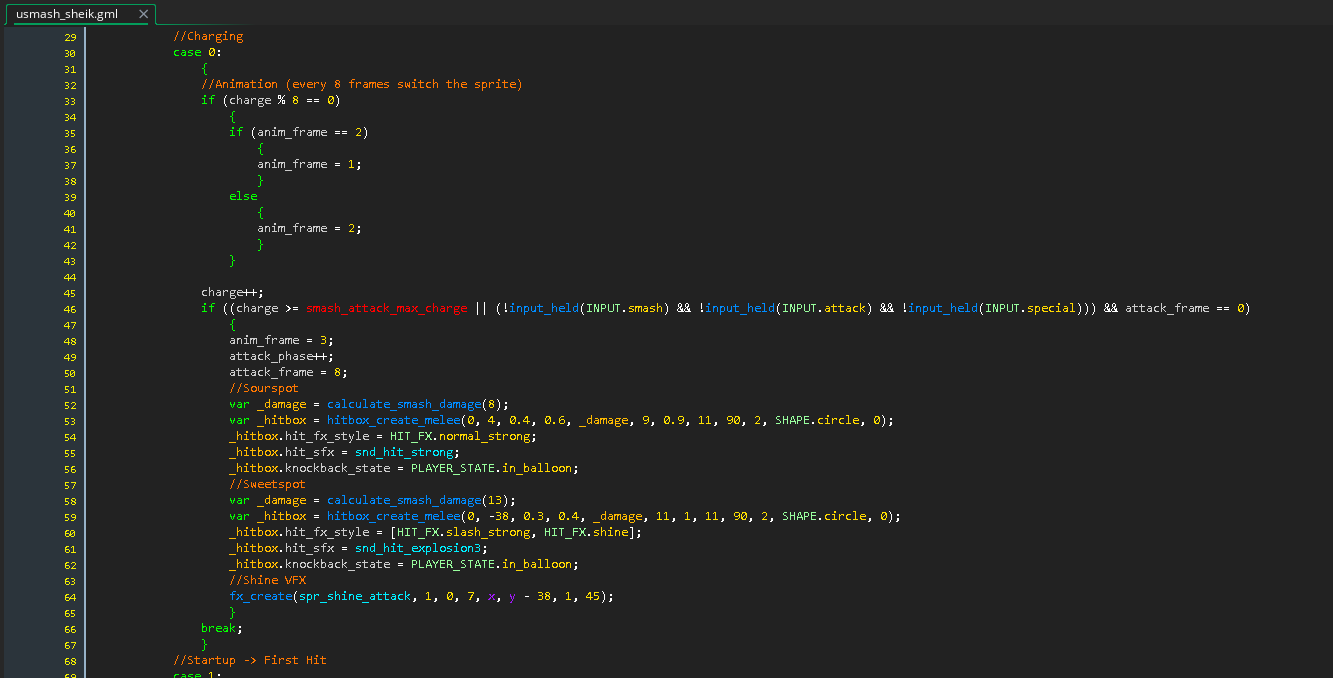 usmash_sheik.gml ×
29 //Charging
30 case 0:
31 {
32 //Animation (every 8 frames switch the sprite)
33 if (charge % 8 == 0)
34 {
35 if (anim_frame == 2)
36 {
37 anim_frame = 1;
38 }
39 else
40 {
41 anim_frame = 2;
42 }
43 }
44
45 charge++;
46 if ((charge >= smash_attack_max_charge || (!input_held(INPUT.smash) && !input_held(INPUT.attack) && !input_held(INPUT.special))) && attack_frame == 0)
47 {
48 anim_frame = 3;
49 attack_phase++;
50 attack_frame = 8;
51 //Sourspot
52 var _damage = calculate_smash_damage(8);
53 var _hitbox = hitbox_create_melee(0, 4, 0.4, 0.6, _damage, 9, 0.9, 11, 90, 2, SHAPE.circle, 0);
54 _hitbox.hit_fx_style = HIT_FX.normal_strong;
55 _hitbox.hit_sfx = snd_hit_strong;
56 _hitbox.knockback_state = PLAYER_STATE.in_balloon;
57 //Sweetspot
58 var _damage = calculate_smash_damage(13);
59 var _hitbox = hitbox_create_melee(0, -38, 0.3, 0.4, _damage, 11, 1, 11, 90, 2, SHAPE.circle, 0);
60 _hitbox.hit_fx_style = [HIT_FX.slash_strong, HIT_FX.shine];
61 _hitbox.hit_sfx = snd_hit_explosion3;
62 _hitbox.knockback_state = PLAYER_STATE.in_balloon;
63 //Shine VFX
64 fx_create(spr_shine_attack, 1, 0, 7, x, y - 38, 1, 45);
65 }
66 break;
67 }
68 //Startup -> First Hit
69 case 1: